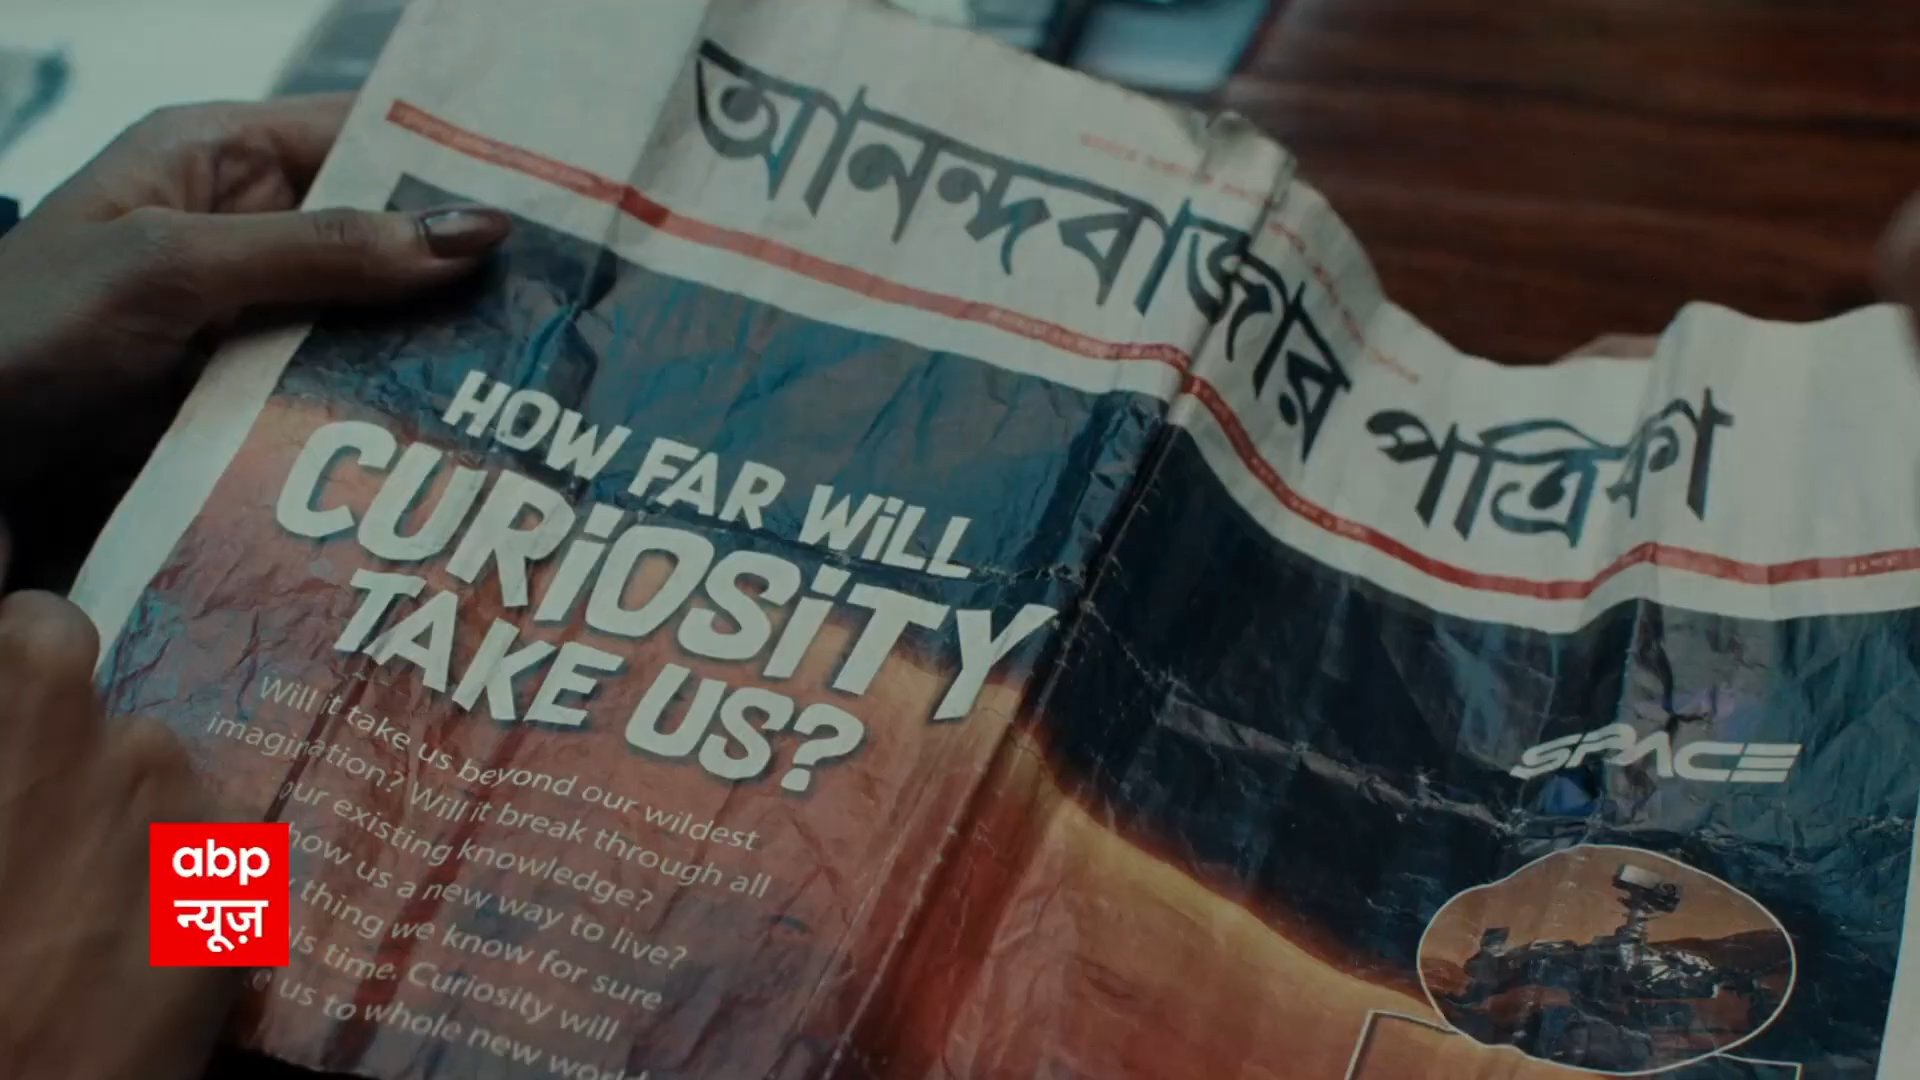 আনন্দবাজার পত্রিকা
HOW FAR WiLL
CURiOSiTY
TAKE US?
Will it take us beyond our wildest
imagination? Will it break through all
our existing knowledge?
how us a new way to live?
thing we know for sure
is time. Curiosity will
us to whole new
SPACE
abp
न्यूज़